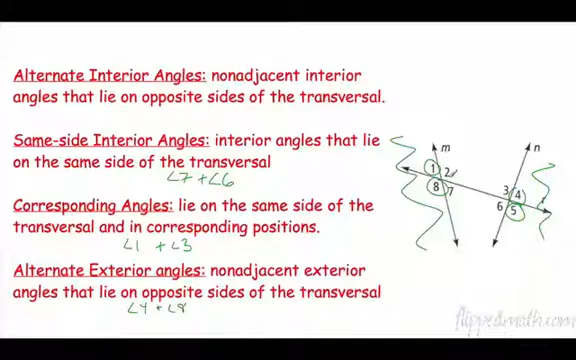 Alternate Interior Angles: nonadjacent interior
angles that lie on opposite sides of the transversal.
Same-side Interior Angles: interior angles that lie
on the same side of the transversal
∠7 + ∠6
Corresponding Angles: lie on the same side of the
transversal and in corresponding positions.
∠1 + ∠3
Alternate Exterior angles: nonadjacent exterior
angles that lie on opposite sides of the transversal
∠4 + ∠8
m n
1 2 3 4
8 7 6 5
flippedmath.com